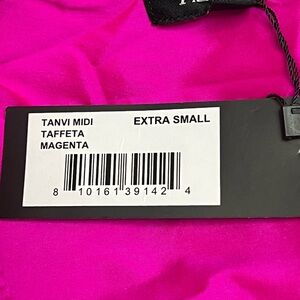 TANVI MIDI EXTRA SMALL
TAFFETA
MAGENTA
8 10161 39142 4